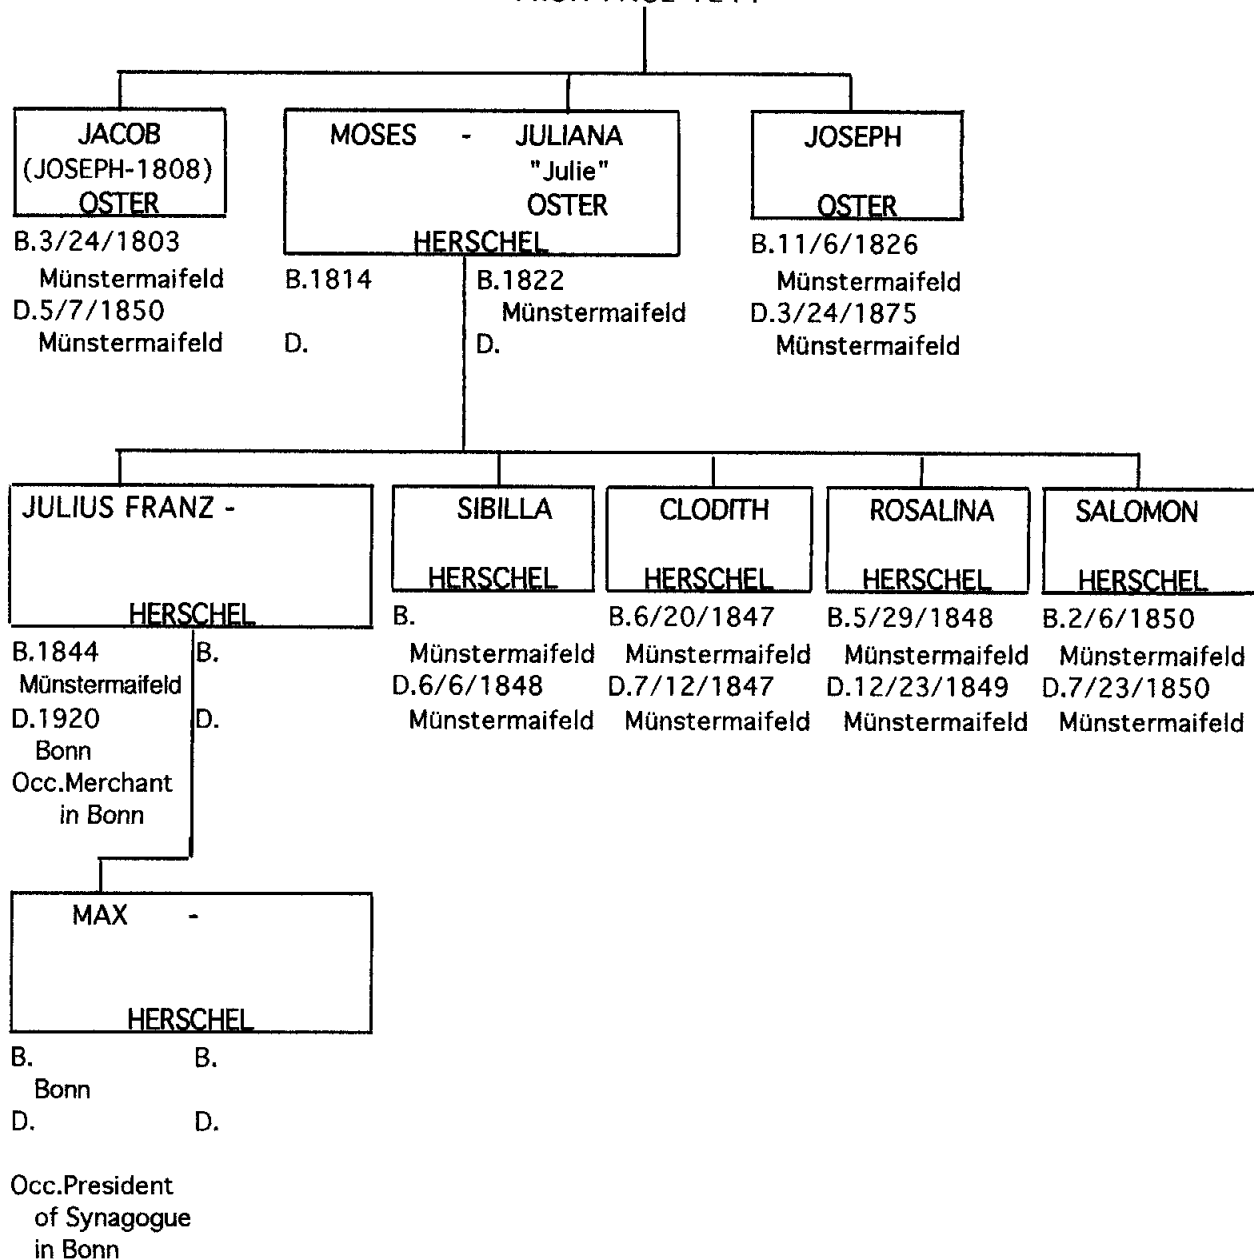 JACOB
(JOSEPH-1808)
OSTER
B.3/24/1803
Münstermaifeld
D.5/7/1850
Münstermaifeld
MOSES - JULIANA
"Julie"
OSTER
HERSCHEL
B.1814 B.1822
Münstermaifeld
D. D.
JOSEPH
OSTER
B.11/6/1826
Münstermaifeld
D.3/24/1875
Münstermaifeld
JULIUS FRANZ -
HERSCHEL
B.1844 B.
Münstermaifeld
D.1920 D.
Bonn
Occ.Merchant
in Bonn
SIBILLA
HERSCHEL
B.
Münstermaifeld
D.6/6/1848
Münstermaifeld
CLODITH
HERSCHEL
B.6/20/1847
Münstermaifeld
D.7/12/1847
Münstermaifeld
ROSALINA
HERSCHEL
B.5/29/1848
Münstermaifeld
D.12/23/1849
Münstermaifeld
SALOMON
HERSCHEL
B.2/6/1850
Münstermaifeld
D.7/23/1850
Münstermaifeld
MAX -
HERSCHEL
B. B.
Bonn
D. D.
Occ.President
of Synagogue
in Bonn